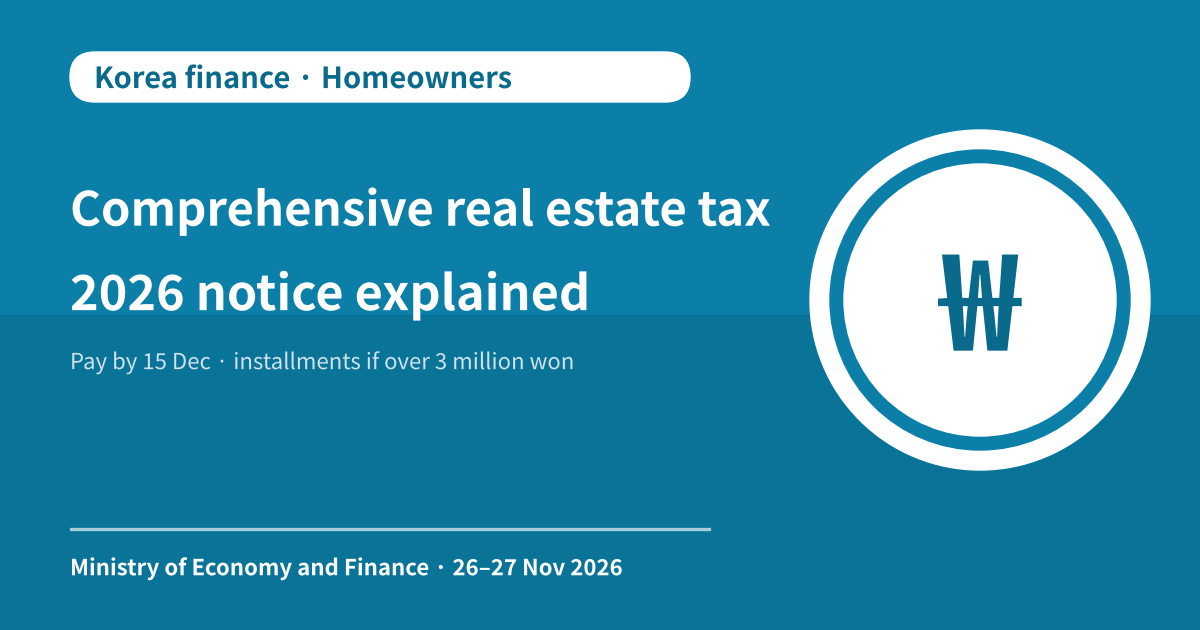 Korea finance · Homeowners
Comprehensive real estate tax
2026 notice explained
Pay by 15 Dec · installments if over 3 million won
₩
Ministry of Economy and Finance · 26–27 Nov 2026